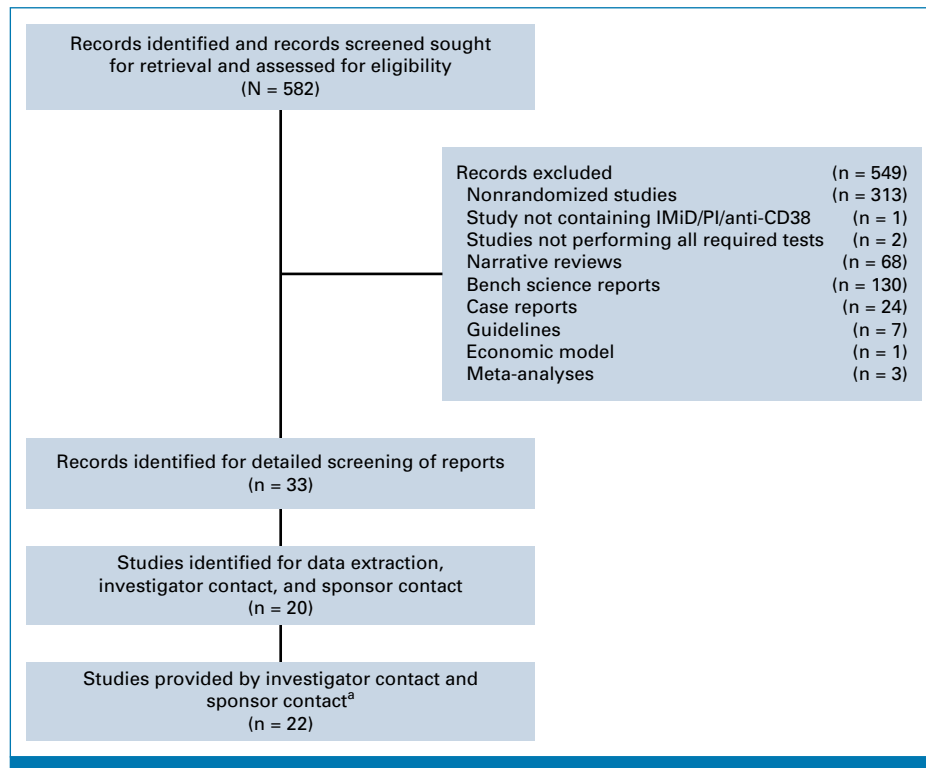 Records identified and records screened sought
for retrieval and assessed for eligibility
(N = 582)
Records excluded (n = 549)
Nonrandomized studies (n = 313)
Study not containing IMiD/PI/anti-CD38 (n = 1)
Studies not performing all required tests (n = 2)
Narrative reviews (n = 68)
Bench science reports (n = 130)
Case reports (n = 24)
Guidelines (n = 7)
Economic model (n = 1)
Meta-analyses (n = 3)
Records identified for detailed screening of reports
(n = 33)
Studies identified for data extraction,
investigator contact, and sponsor contact
(n = 20)
Studies provided by investigator contact and
sponsor contactᵃ
(n = 22)